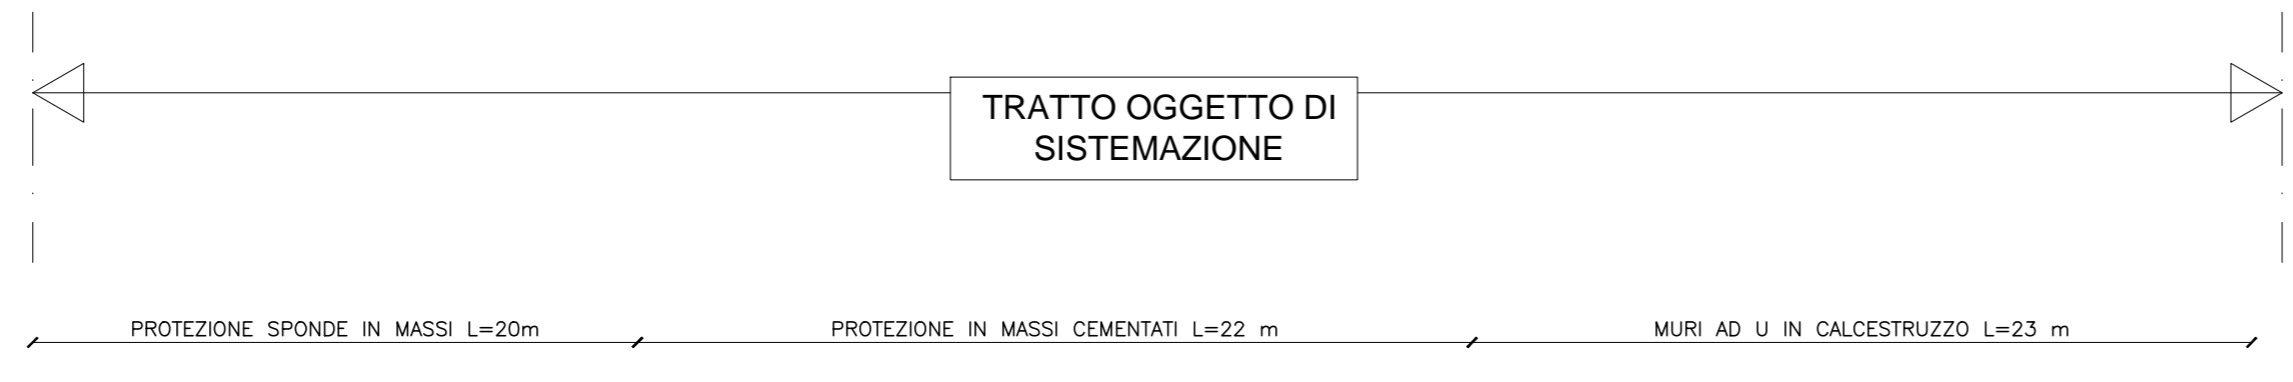 TRATTO OGGETTO DI
SISTEMAZIONE
PROTEZIONE SPONDE IN MASSI L=20m
PROTEZIONE IN MASSI CEMENTATI L=22 m
MURI AD U IN CALCESTRUZZO L=23 m